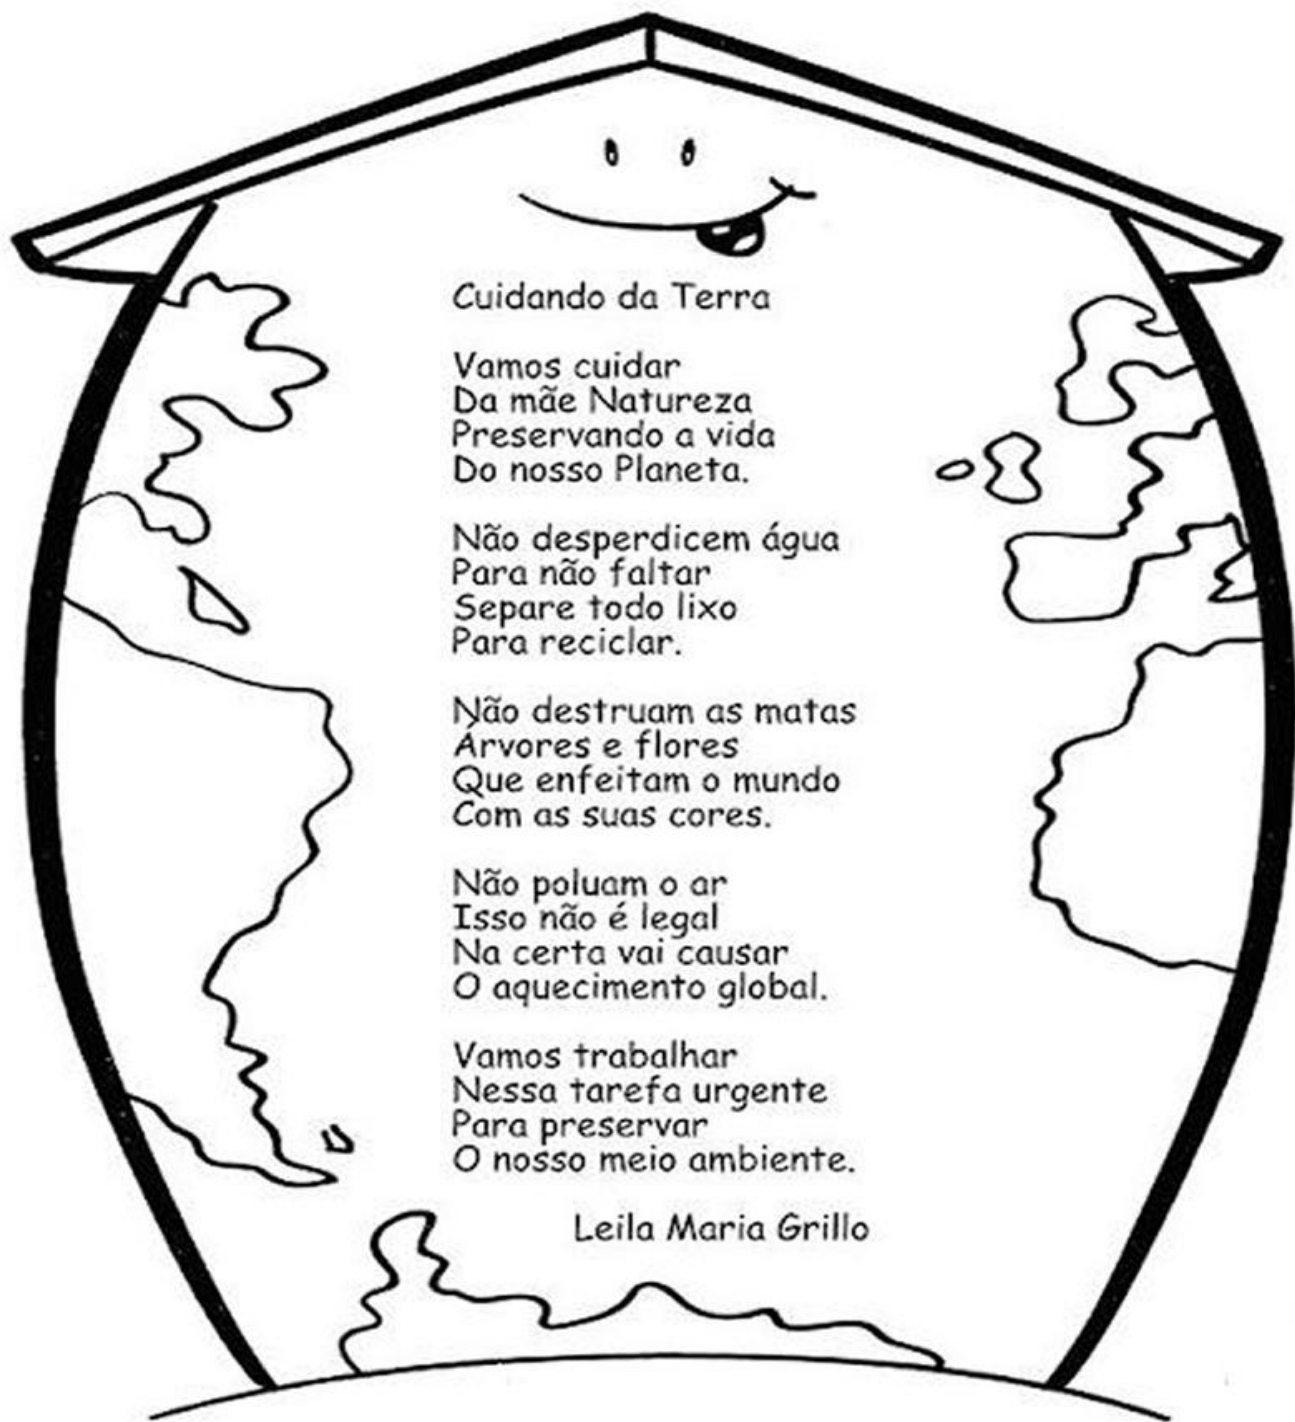 Cuidando da Terra
Vamos cuidar
Da mãe Natureza
Preservando a vida
Do nosso Planeta.
Não desperdicem água
Para não faltar
Separe todo lixo
Para reciclar.
Não destruam as matas
Árvores e flores
Que enfeitam o mundo
Com as suas cores.
Não poluam o ar
Isso não é legal
Na certa vai causar
O aquecimento global.
Vamos trabalhar
Nessa tarefa urgente
Para preservar
O nosso meio ambiente.
Leila Maria Grillo